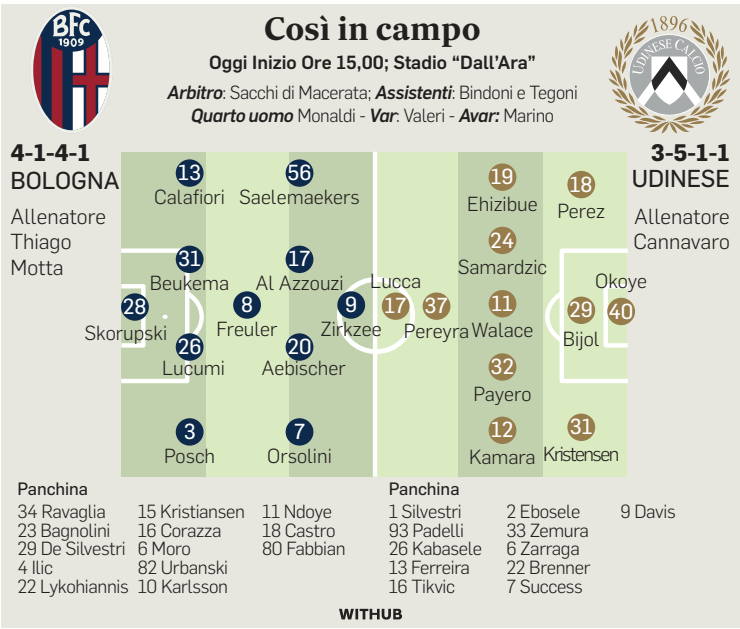 BFC
1909
Così in campo
Oggi Inizio Ore 15,00; Stadio “Dall’Ara”
Arbitro: Sacchi di Macerata; Assistenti: Bindoni e Tegoni
Quarto uomo Monaldi - Var: Valeri - Avar: Marino
1896
UDINESE CALCIO
4-1-4-1
BOLOGNA
Allenatore
Thiago
Motta
3-5-1-1
UDINESE
Allenatore
Cannavaro
13
Calafiori
56
Saelemaekers
31
Beukema
17
Al Azzouzi
28
Skorupski
8
Freuler
9
Zirkzee
26
Lucumi
20
Aebischer
3
Posch
7
Orsolini
Lucca
17
37
Pereyra
19
Ehizibue
24
Samardzic
11
Walace
32
Payero
12
Kamara
18
Perez
29
Bijol
31
Kristensen
Okoye
40
Panchina
34 Ravaglia
23 Bagnolini
29 De Silvestri
4 Ilic
22 Lykohiannis
15 Kristiansen
16 Corazza
6 Moro
82 Urbanski
10 Karlsson
11 Ndoye
18 Castro
80 Fabbian
Panchina
1 Silvestri
93 Padelli
26 Kabasele
13 Ferreira
16 Tikvic
2 Ebosele
33 Zemura
6 Zarraga
22 Brenner
7 Success
9 Davis
WITHUB